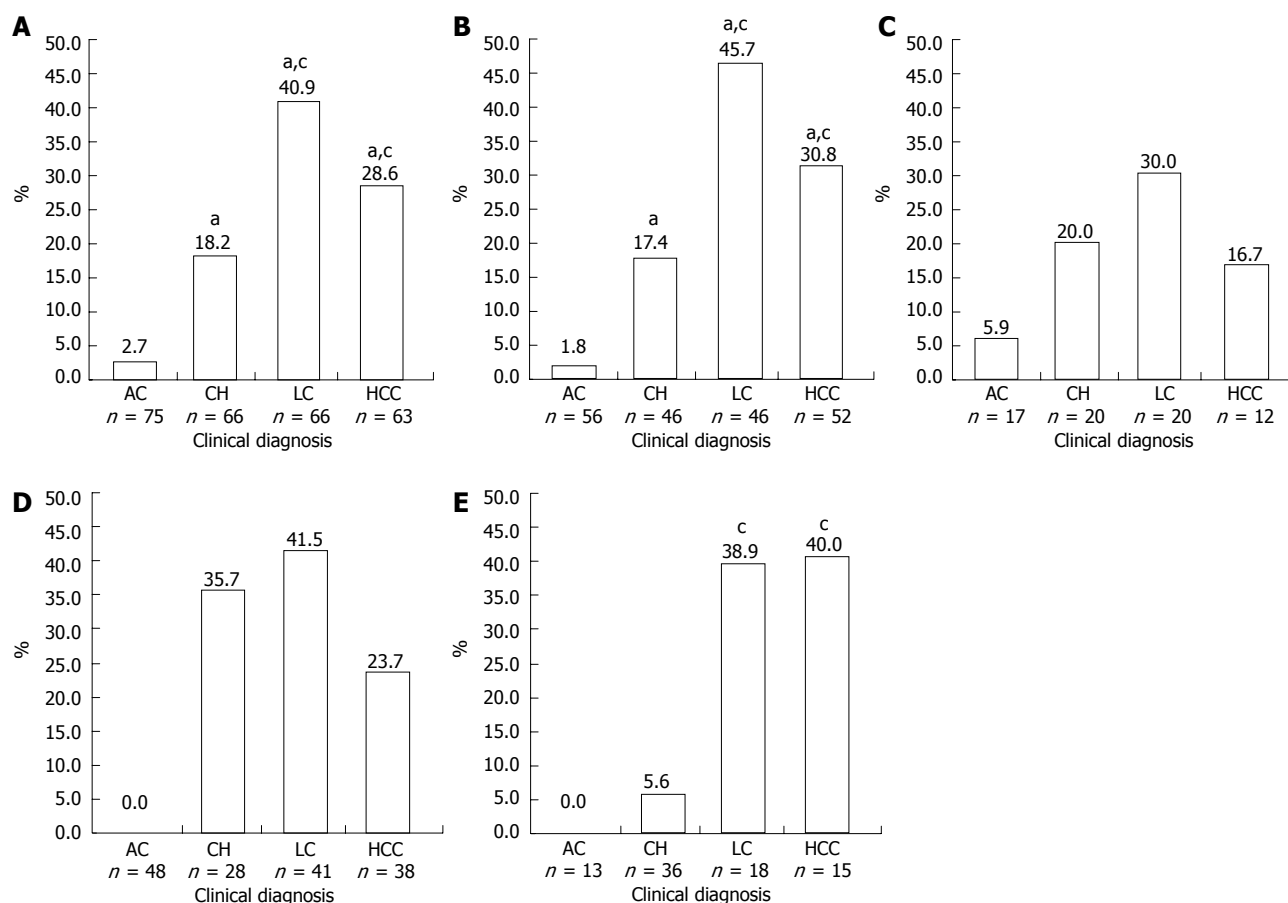 A
50.0
45.0
40.0
35.0
30.0
25.0
20.0
15.0
10.0
5.0
0.0
%
2.7
a
18.2
a,c
40.9
a,c
28.6
AC CH LC HCC
n = 75 n = 66 n = 66 n = 63
Clinical diagnosis
B
50.0
45.0
40.0
35.0
30.0
25.0
20.0
15.0
10.0
5.0
0.0
%
1.8
a
17.4
a,c
45.7
a,c
30.8
AC CH LC HCC
n = 56 n = 46 n = 46 n = 52
Clinical diagnosis
C
50.0
45.0
40.0
35.0
30.0
25.0
20.0
15.0
10.0
5.0
0.0
%
5.9
20.0
30.0
16.7
AC CH LC HCC
n = 17 n = 20 n = 20 n = 12
Clinical diagnosis
D
50.0
45.0
40.0
35.0
30.0
25.0
20.0
15.0
10.0
5.0
0.0
%
0.0
35.7
41.5
23.7
AC CH LC HCC
n = 48 n = 28 n = 41 n = 38
Clinical diagnosis
E
50.0
45.0
40.0
35.0
30.0
25.0
20.0
15.0
10.0
5.0
0.0
%
0.0
5.6
c
38.9
c
40.0
AC CH LC HCC
n = 13 n = 36 n = 18 n = 15
Clinical diagnosis